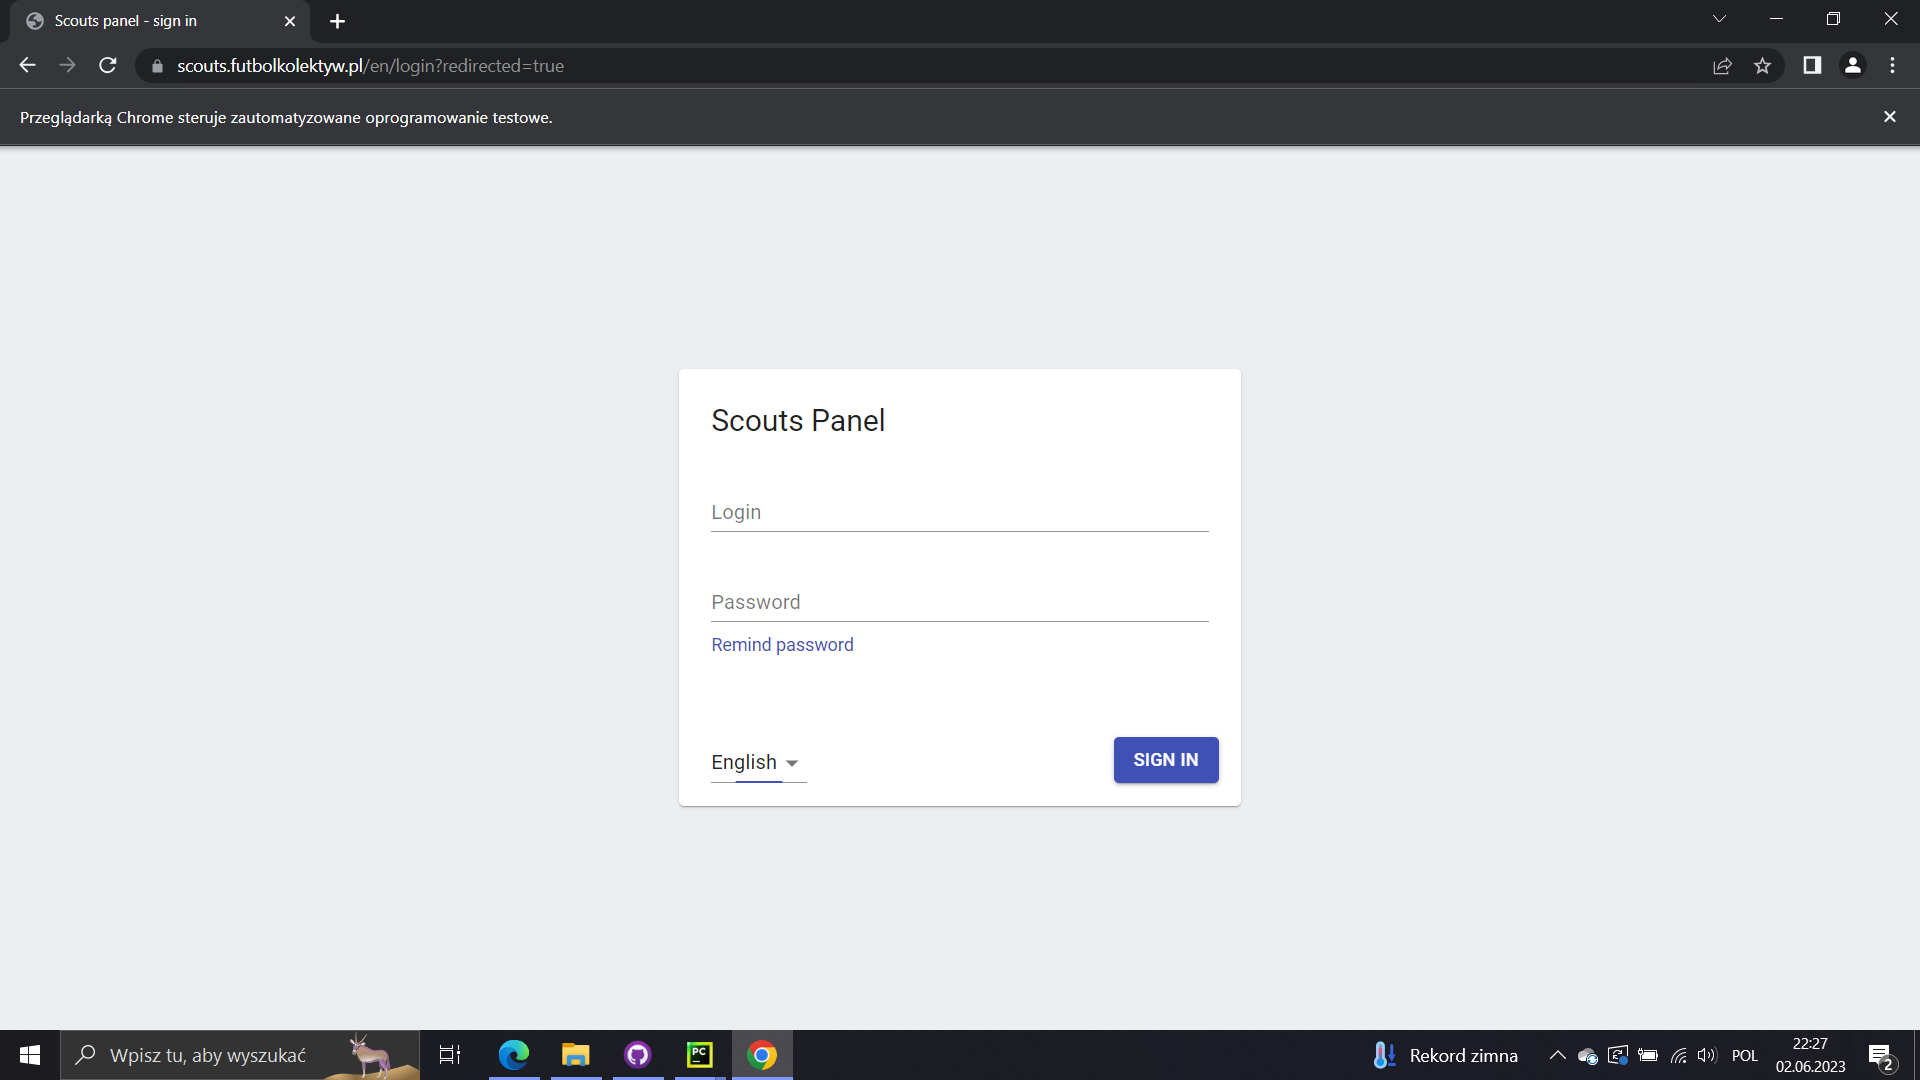 Scouts panel - sign in
scouts.futbolkolektyw.pl/en/login?redirected=true
Przeglądarką Chrome steruje zautomatyzowane oprogramowanie testowe.
Scouts Panel
Login
Password
Remind password
English
SIGN IN
Wpisz tu, aby wyszukać
PC
Rekord zimna
POL
22:27
02.06.2023
2